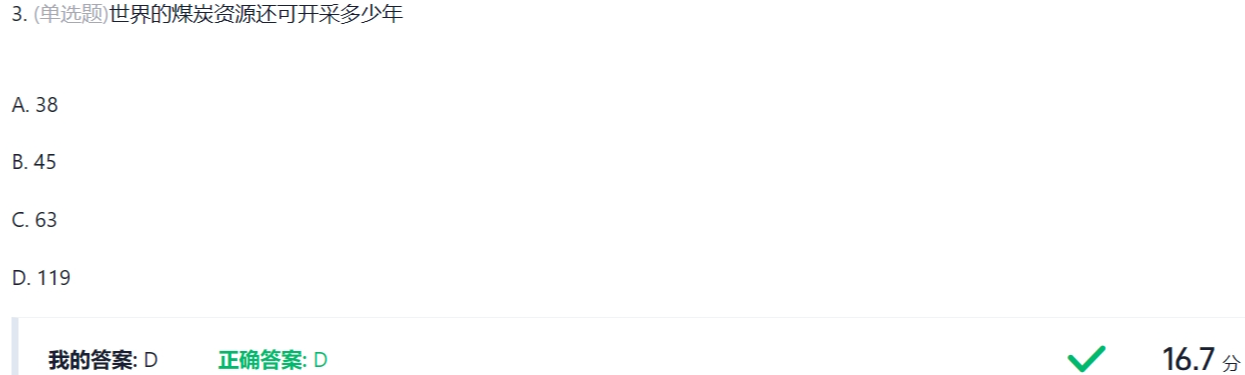 3. (单选题)世界的煤炭资源还可开采多少年
A. 38
B. 45
C. 63
D. 119
我的答案: D 正确答案: D 16.7 分